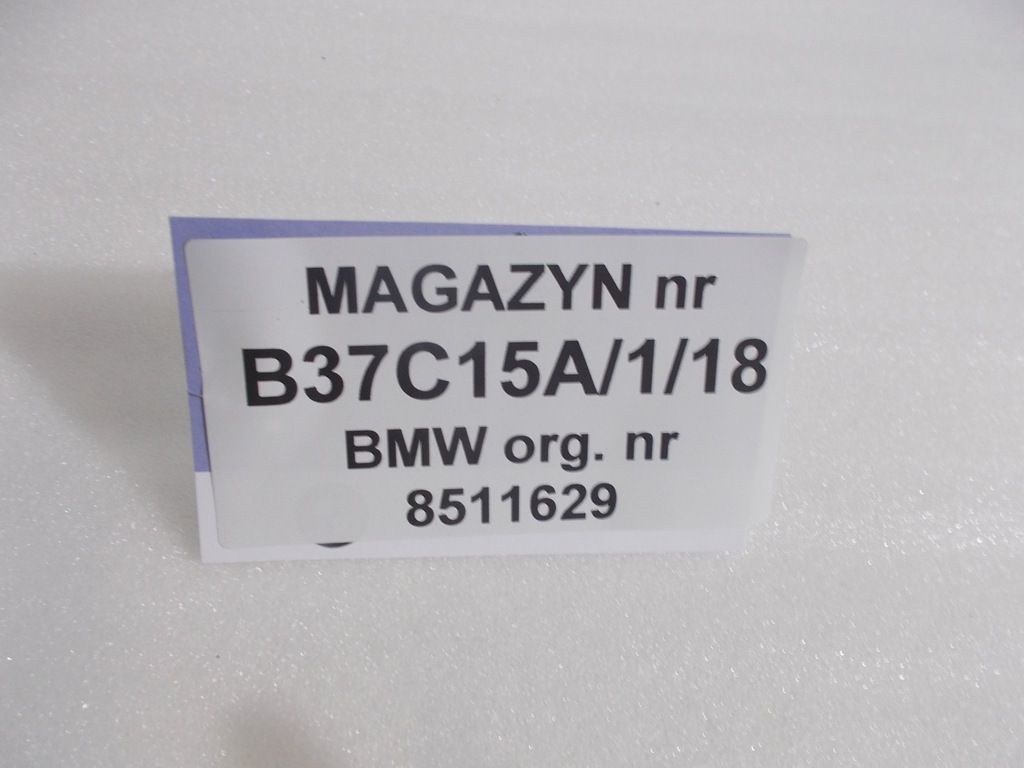 MAGAZYN nr
B37C15A/1/18
BMW org. nr
8511629